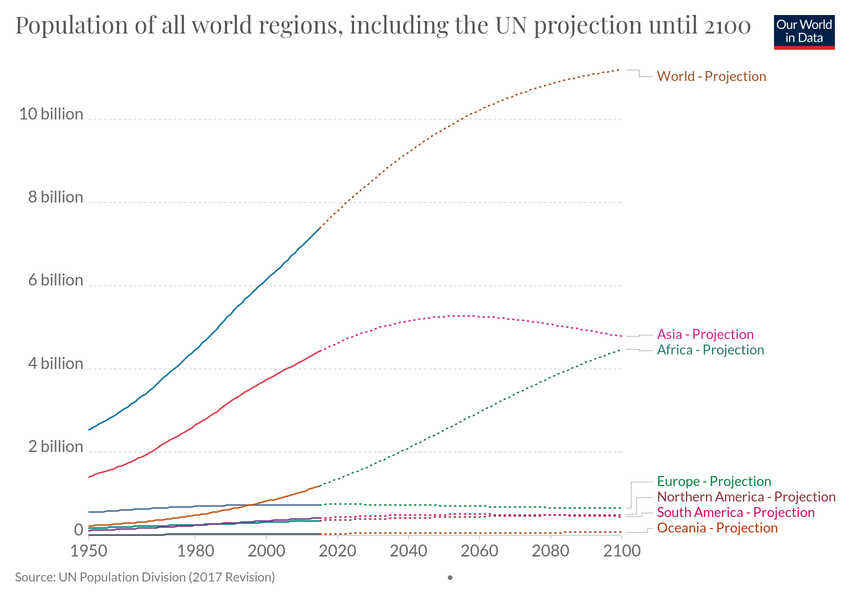 Population of all world regions, including the UN projection until 2100
Our World
in Data
World - Projection
10 billion
8 billion
6 billion
Asia - Projection
Africa - Projection
4 billion
2 billion
Europe - Projection
Northern America - Projection
South America - Projection
Oceania - Projection
0
1950 1980 2000 2020 2040 2060 2080 2100
Source: UN Population Division (2017 Revision)